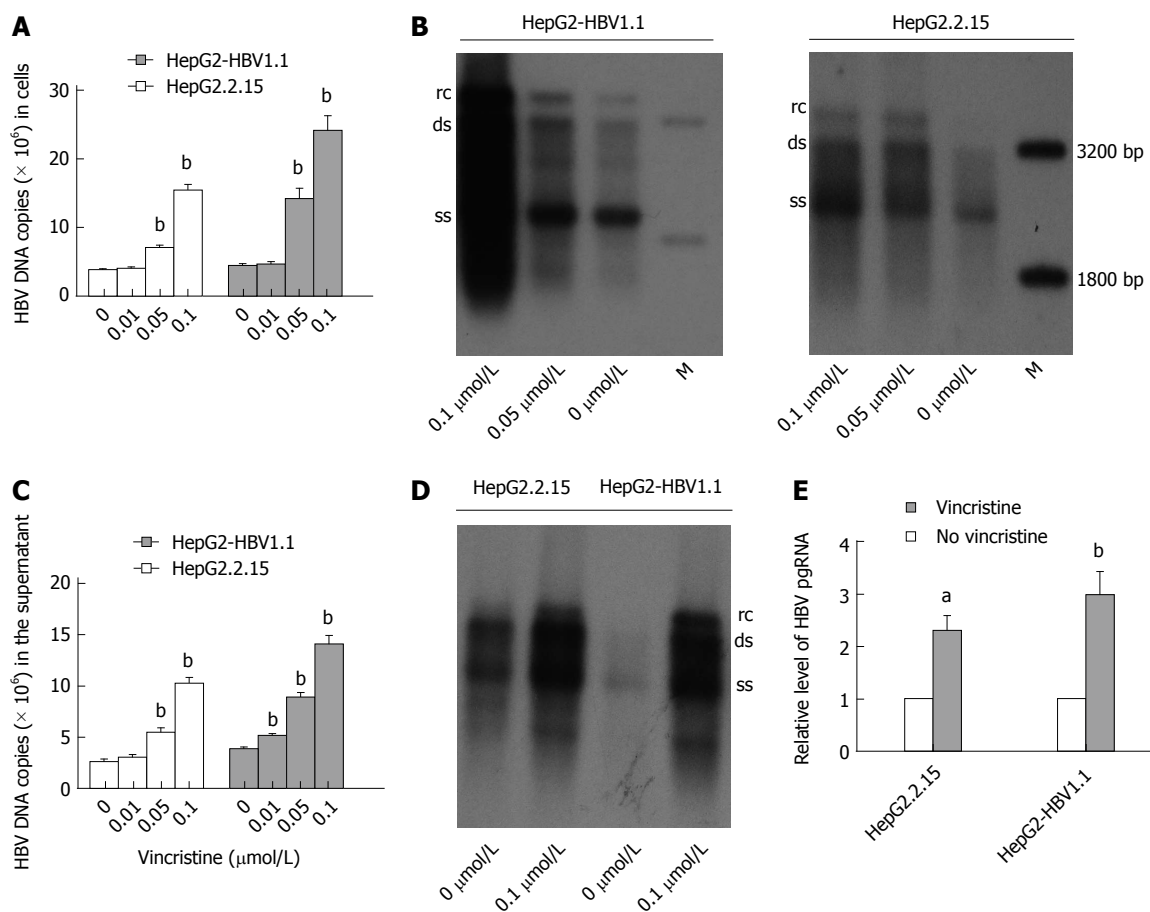 A
HepG2-HBV1.1
HepG2.2.15
HBV DNA copies (× 10⁶) in cells
30
20
10
0
b
b
b
b
0
0.01
0.05
0.1
0
0.01
0.05
0.1
B
HepG2-HBV1.1
HepG2.2.15
rc
ds
ss
rc
ds
ss
3200 bp
1800 bp
0.1 μmol/L
0.05 μmol/L
0 μmol/L
M
0.1 μmol/L
0.05 μmol/L
0 μmol/L
M
C
HepG2-HBV1.1
HepG2.2.15
HBV DNA copies (× 10⁶) in the supernatant
20
15
10
5
0
b
b
b
b
b
0
0.01
0.05
0.1
0
0.01
0.05
0.1
Vincristine (μmol/L)
D
HepG2.2.15
HepG2-HBV1.1
rc
ds
ss
0 μmol/L
0.1 μmol/L
0 μmol/L
0.1 μmol/L
E
Vincristine
No vincristine
Relative level of HBV pgRNA
4
3
2
1
0
a
b
HepG2.2.15
HepG2-HBV1.1